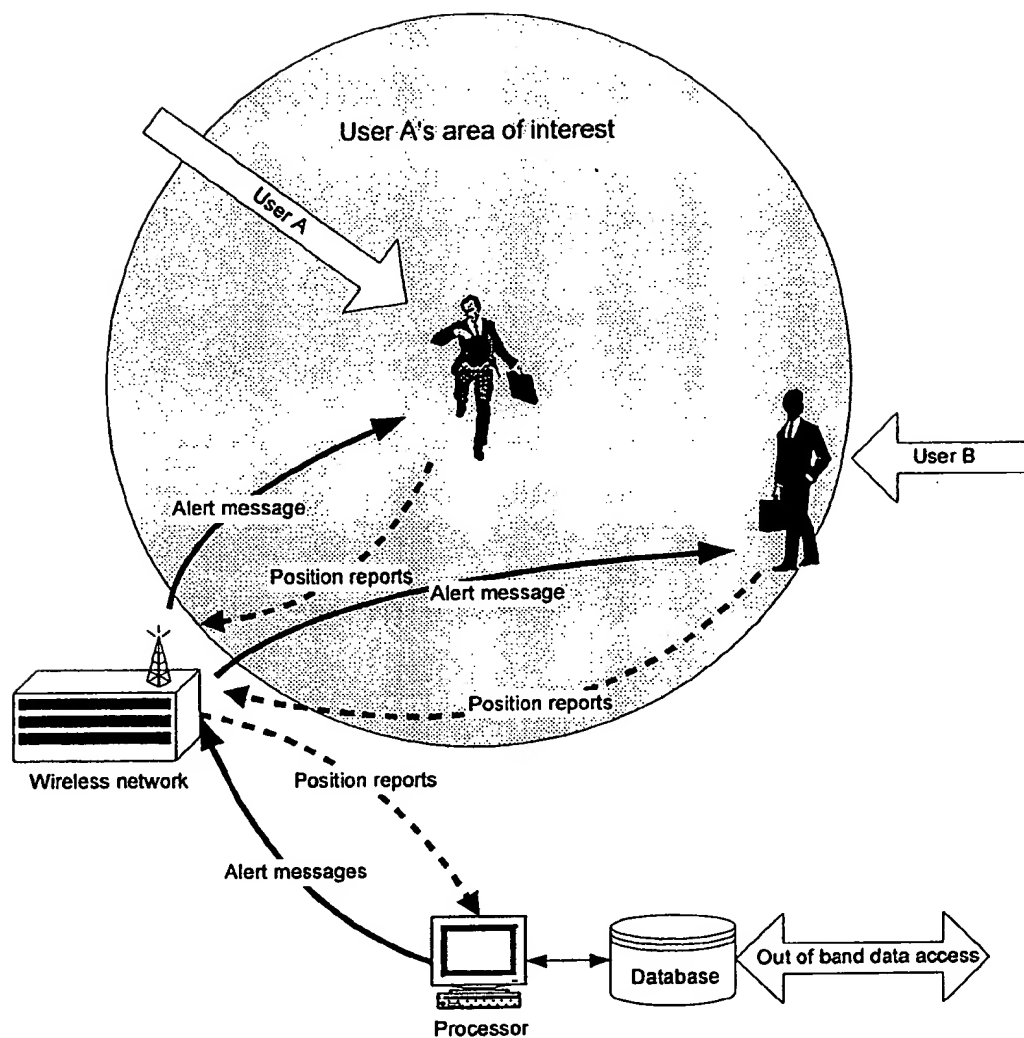 User A's area of interest
User A
User B
Alert message
Position reports
Alert message
Position reports
Wireless network
Position reports
Alert messages
Out of band data access
Database
Processor